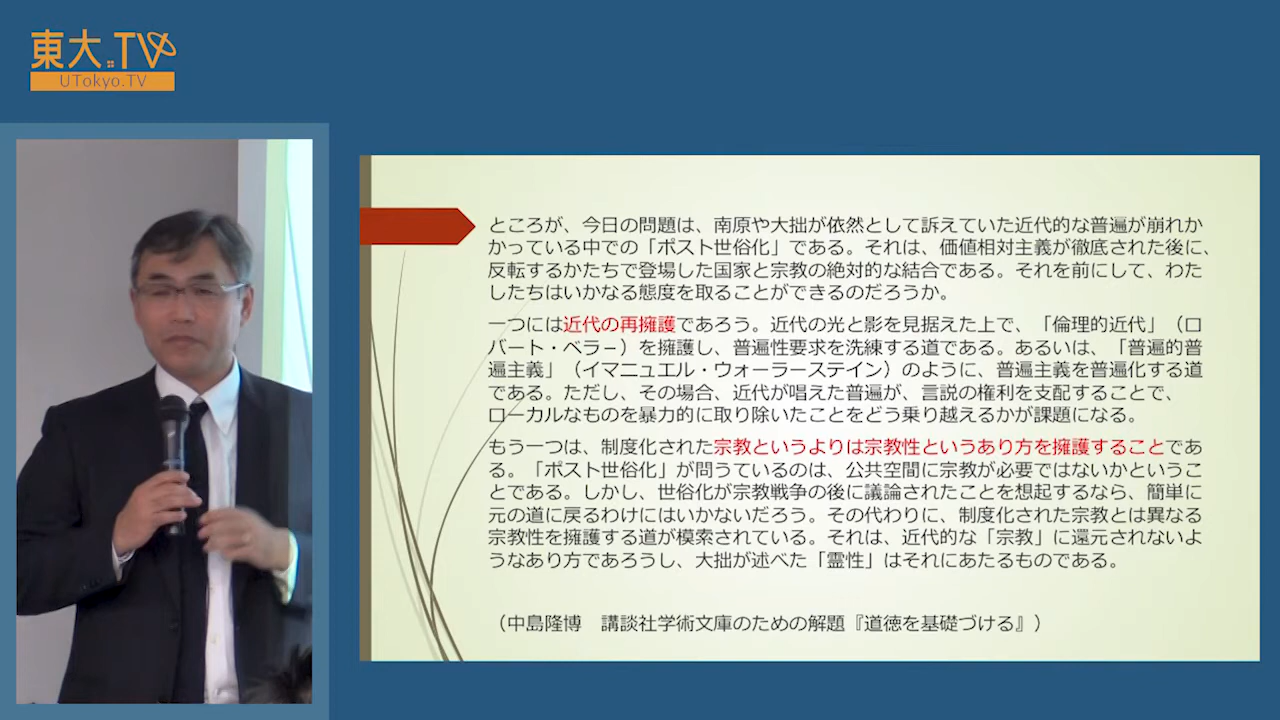 東大.TV
UTokyo.TV
ところが、今日の問題は、南原や大拙が依然として訴えていた近代的な普遍が崩れか
かっている中での「ポスト世俗化」である。それは、価値相対主義が徹底された後に、
反転するかたちで登場した国家と宗教の絶対的な結合である。それを前にして、わた
したちはいかなる態度を取ることができるのだろうか。
一つには近代の再擁護であろう。近代の光と影を見据えた上で、「倫理的近代」（ロ
バート・ベラー）を擁護し、普遍性要求を洗練する道である。あるいは、「普遍的普
遍主義」（イマニュエル・ウォーラーステイン）のように、普遍主義を普遍化する道
である。ただし、その場合、近代が唱えた普遍が、言説の権利を支配することで、
ローカルなものを暴力的に取り除いたことをどう乗り越えるかが課題になる。
もう一つは、制度化された宗教というよりは宗教性というあり方を擁護することであ
る。「ポスト世俗化」が問うているのは、公共空間に宗教が必要ではないかというこ
とである。しかし、世俗化が宗教戦争の後に議論されたことを想起するなら、簡単に
元の道に戻るわけにはいかないだろう。その代わりに、制度化された宗教とは異なる
宗教性を擁護する道が模索されている。それは、近代的な「宗教」に還元されないよ
うなあり方であろうし、大拙が述べた「霊性」はそれにあたるものである。
（中島隆博　講談社学術文庫のための解題『道徳を基礎づける』）